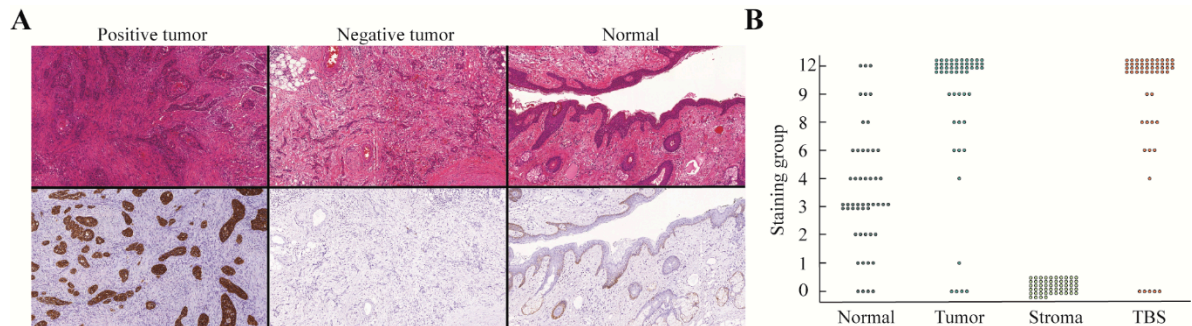 A
Positive tumor
Negative tumor
Normal
B
Staining group
12
9
8
6
4
3
2
1
0
Normal
Tumor
Stroma
TBS